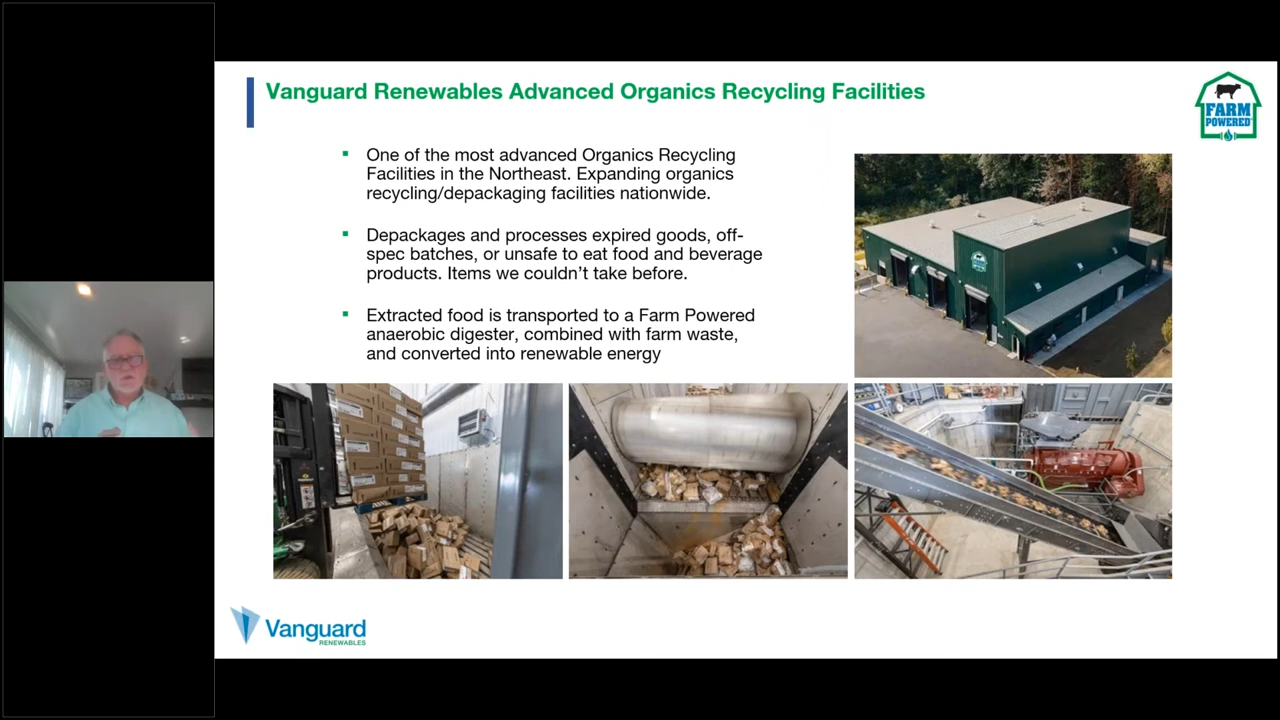 Vanguard Renewables Advanced Organics Recycling Facilities
FARM
POWERED
One of the most advanced Organics Recycling
Facilities in the Northeast. Expanding organics
recycling/depackaging facilities nationwide.
Depackages and processes expired goods, off-
spec batches, or unsafe to eat food and beverage
products. Items we couldn’t take before.
Extracted food is transported to a Farm Powered
anaerobic digester, combined with farm waste,
and converted into renewable energy
Vanguard
RENEWABLES